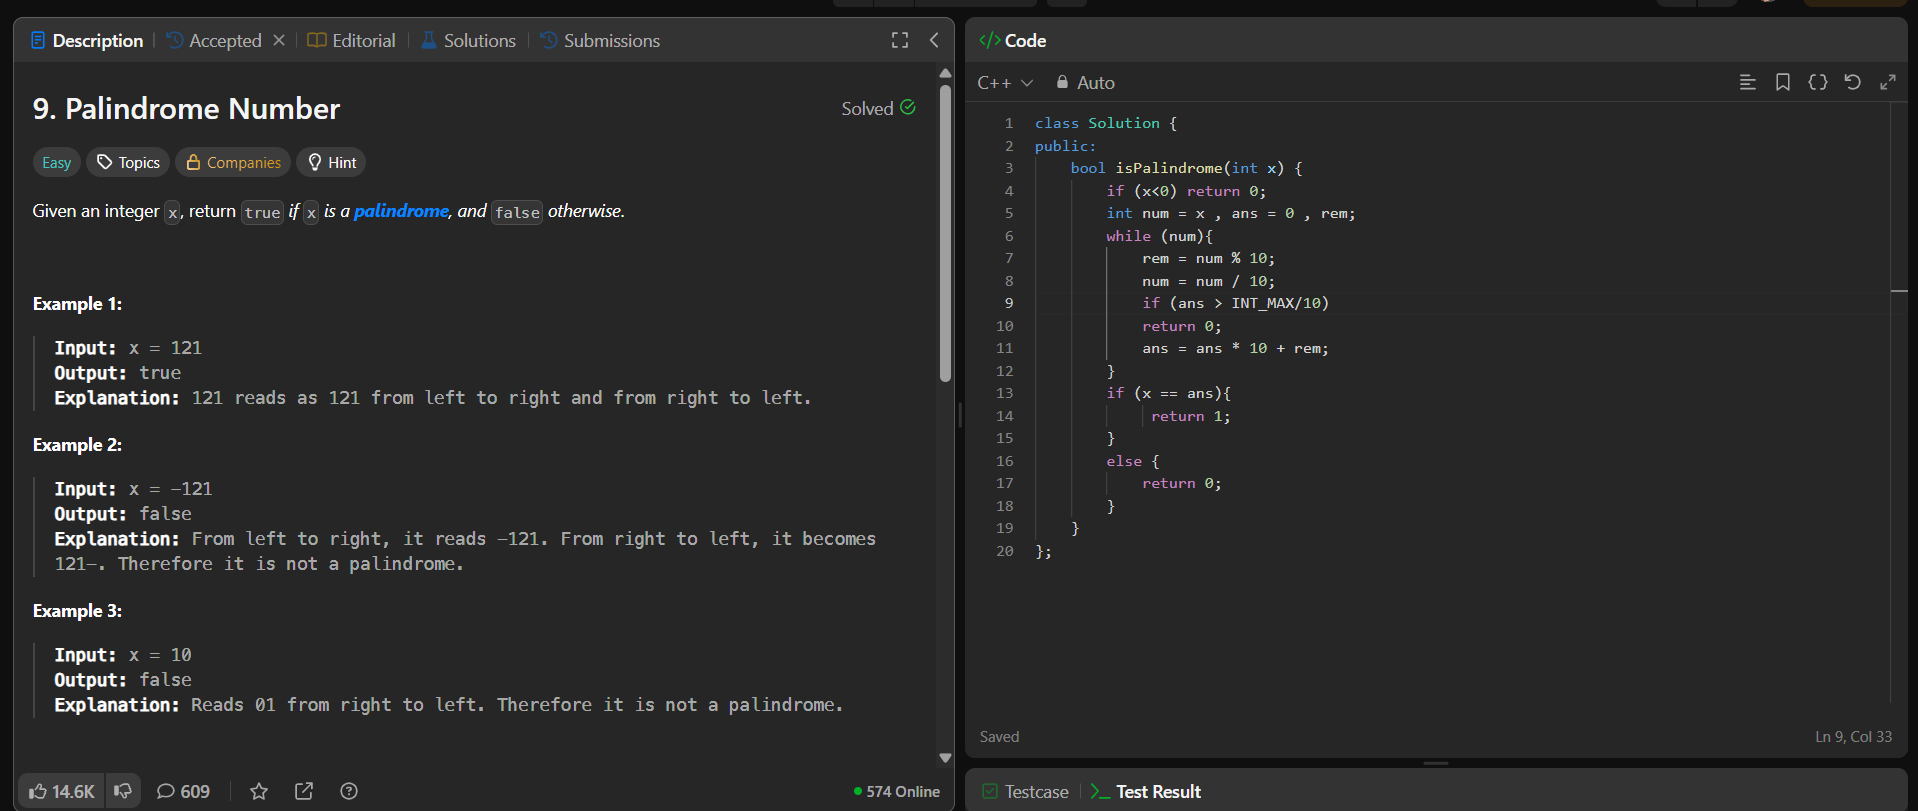 Description
Accepted
Editorial
Solutions
Submissions
9. Palindrome Number
Solved
Easy
Topics
Companies
Hint
Given an integer x, return true if x is a palindrome, and false otherwise.
Example 1:
Input: x = 121
Output: true
Explanation: 121 reads as 121 from left to right and from right to left.
Example 2:
Input: x = -121
Output: false
Explanation: From left to right, it reads -121. From right to left, it becomes
121-. Therefore it is not a palindrome.
Example 3:
Input: x = 10
Output: false
Explanation: Reads 01 from right to left. Therefore it is not a palindrome.
14.6K
609
574 Online
</> Code
C++
Auto
1 class Solution {
2 public:
3 bool isPalindrome(int x) {
4 if (x<0) return 0;
5 int num = x , ans = 0 , rem;
6 while (num){
7 rem = num % 10;
8 num = num / 10;
9 if (ans > INT_MAX/10)
10 return 0;
11 ans = ans * 10 + rem;
12 }
13 if (x == ans){
14 return 1;
15 }
16 else {
17 return 0;
18 }
19 }
20 };
Saved
Ln 9, Col 33
Testcase
Test Result